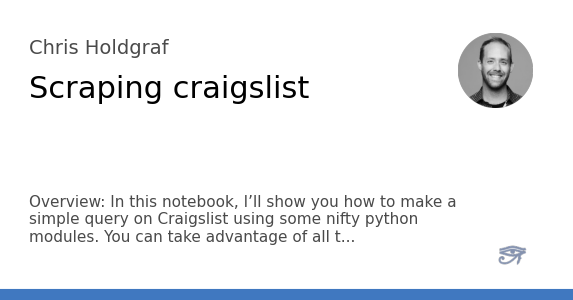 Chris Holdgraf
Scraping craigslist
Overview: In this notebook, I’ll show you how to make a
simple query on Craigslist using some nifty python
modules. You can take advantage of all t...